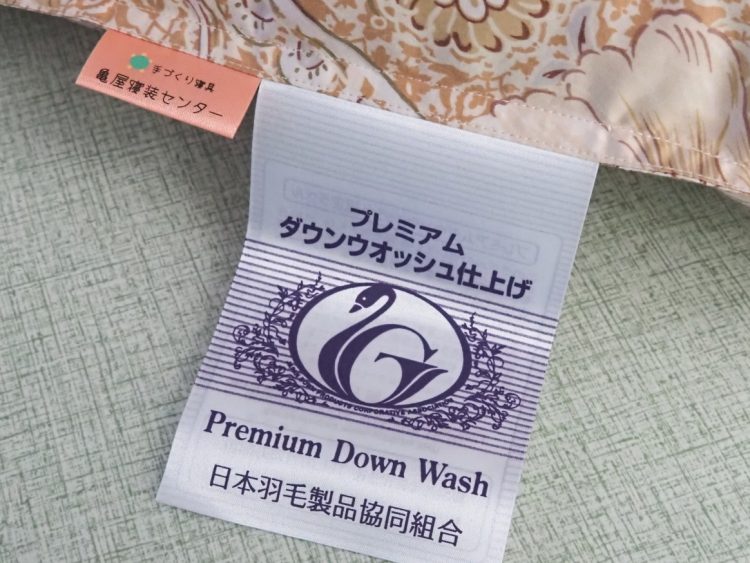 手づくり寝具
亀屋寝装センター
プレミアム
ダウンウオッシュ仕上げ
G
Premium Down Wash
日本羽毛製品協同組合